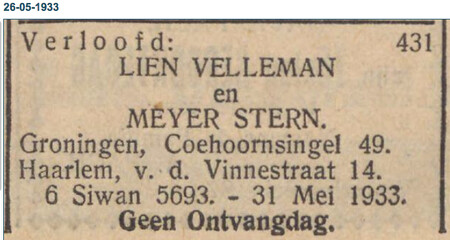 26-05-1933
Verloofd: 431
LIEN VELLEMAN
en
MEYER STERN.
Groningen, Coehoornsingel 49.
Haarlem, v. d. Vinnestraat 14.
6 Siwan 5693. - 31 Mei 1933.
Geen Ontvangdag.